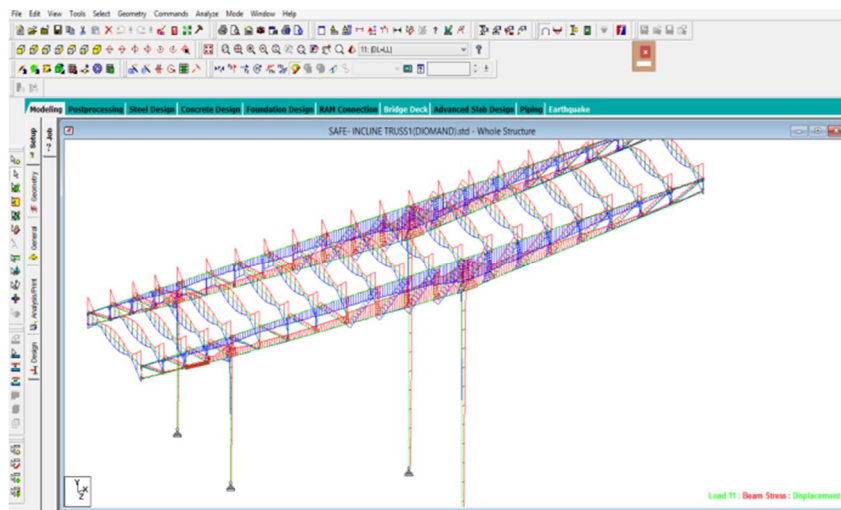 File Edit View Tools Select Geometry Commands Analyze Mode Window Help
11: (DL+LL)
Modeling Postprocessing Steel Design Concrete Design Foundation Design RAM Connection Bridge Deck Advanced Slab Design Piping Earthquake
SAFE- INCLINE TRUSS1(DIOMAND).std - Whole Structure
Setup
Job
Geometry
General
Analysis/Print
Design
Y
X
Z
Load 11 : Beam Stress : Displacement